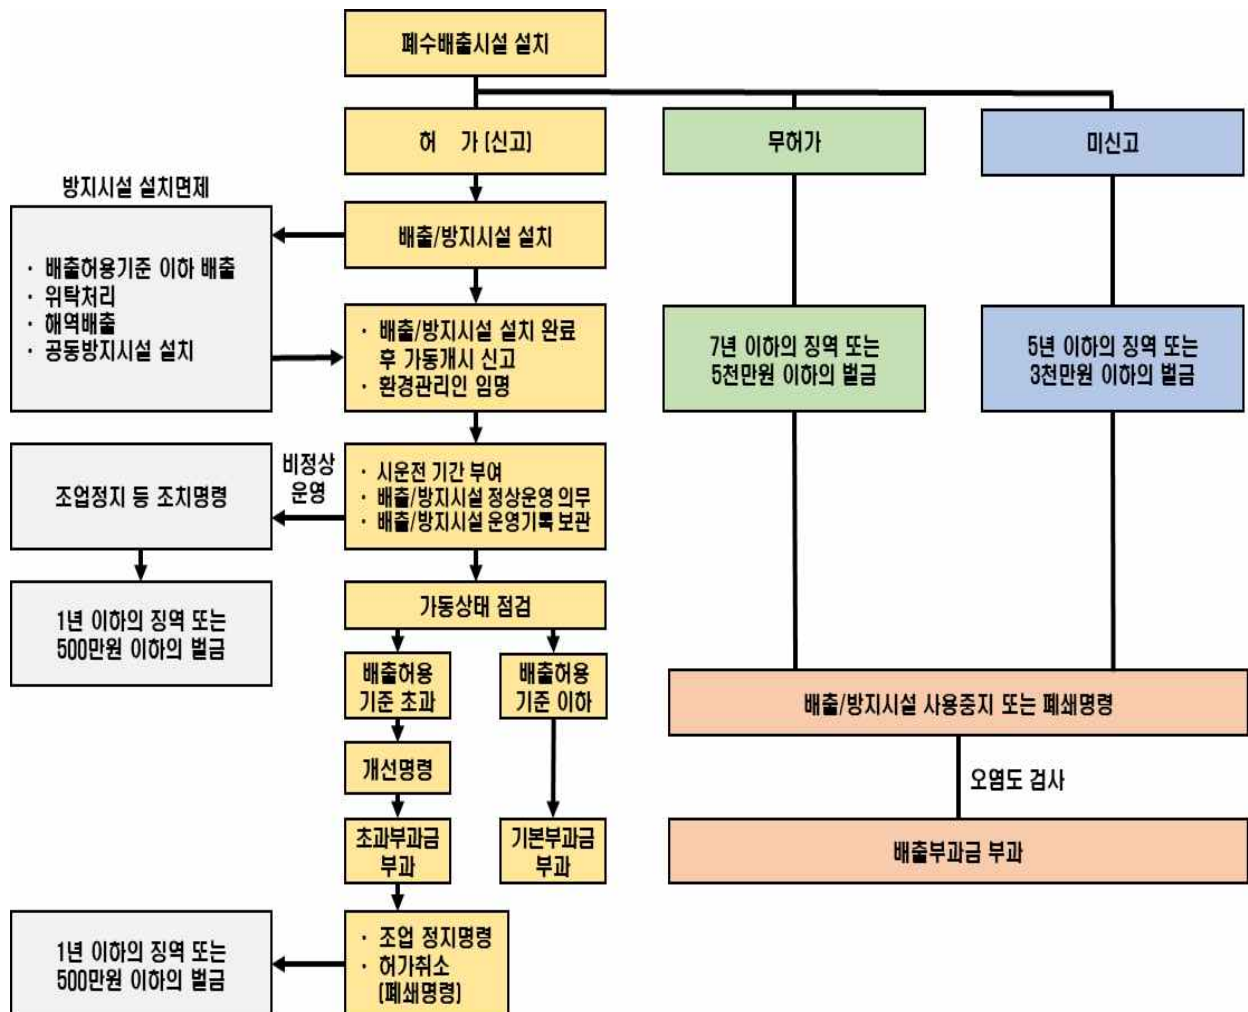 폐수배출시설 설치
허 가 (신고)
무허가
미신고
방지시설 설치면제
배출/방지시설 설치
· 배출허용기준 이하 배출
· 위탁처리
· 해역배출
· 공동방지시설 설치
· 배출/방지시설 설치 완료
후 가동개시 신고
· 환경관리인 임명
7년 이하의 징역 또는
5천만원 이하의 벌금
5년 이하의 징역 또는
3천만원 이하의 벌금
조업정지 등 조치명령
비정상
운영
· 시운전 기간 부여
· 배출/방지시설 정상운영 의무
· 배출/방지시설 운영기록 보관
1년 이하의 징역 또는
500만원 이하의 벌금
가동상태 점검
배출허용
기준 초과
배출허용
기준 이하
배출/방지시설 사용중지 또는 폐쇄명령
개선명령
오염도 검사
초과부과금
부과
기본부과금
부과
배출부과금 부과
1년 이하의 징역 또는
500만원 이하의 벌금
· 조업 정지명령
· 허가취소
(폐쇄명령)